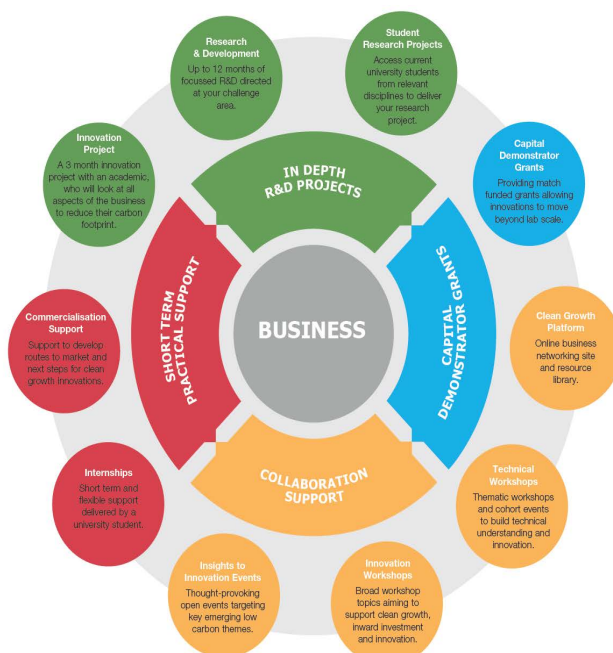 Research
& Development
Up to 12 months of
focussed R&D directed
at your challenge
area.
Student
Research Projects
Access current
university students
from relevant
disciplines to deliver
your research
project.
Innovation
Project
A 3 month innovation
project with an academic,
who will look at all
aspects of the business
to reduce their carbon
footprint.
Capital
Demonstrator
Grants
Providing match
funded grants allowing
innovations to move
beyond lab scale.
IN DEPTH
R&D PROJECTS
SHORT TERM
PRACTICAL SUPPORT
BUSINESS
CAPITAL
DEMONSTRATOR GRANTS
COLLABORATION
SUPPORT
Commercialisation
Support
Support to develop
routes to market and
next steps for clean
growth innovations.
Clean Growth
Platform
Online business
networking site
and resource
library.
Internships
Short term and
flexible support
delivered by a
university student.
Technical
Workshops
Thematic workshops
and cohort events
to build technical
understanding and
innovation.
Insights to
Innovation Events
Thought-provoking
open events targeting
key emerging low
carbon themes.
Innovation
Workshops
Broad workshop
topics aiming to
support clean growth,
inward investment
and innovation.